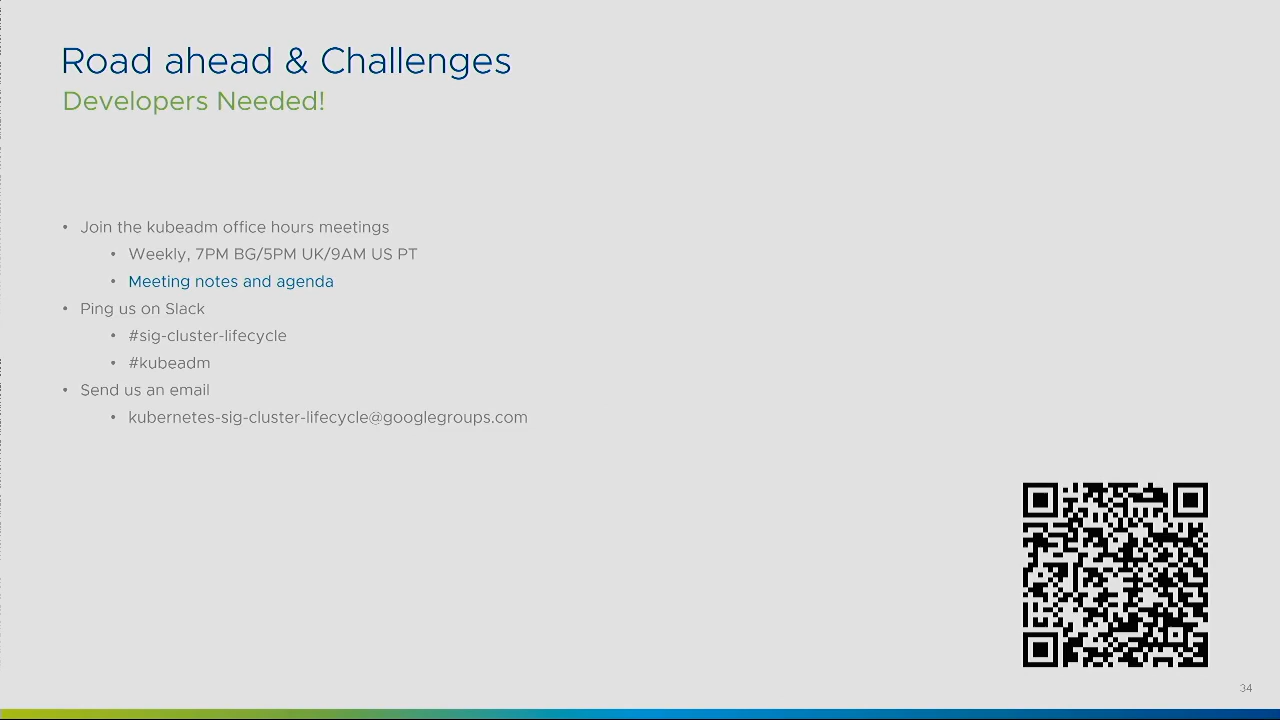 Road ahead & Challenges
Developers Needed!
• Join the kubeadm office hours meetings
• Weekly, 7PM BG/5PM UK/9AM US PT
• Meeting notes and agenda
• Ping us on Slack
• #sig-cluster-lifecycle
• #kubeadm
• Send us an email
• kubernetes-sig-cluster-lifecycle@googlegroups.com
34